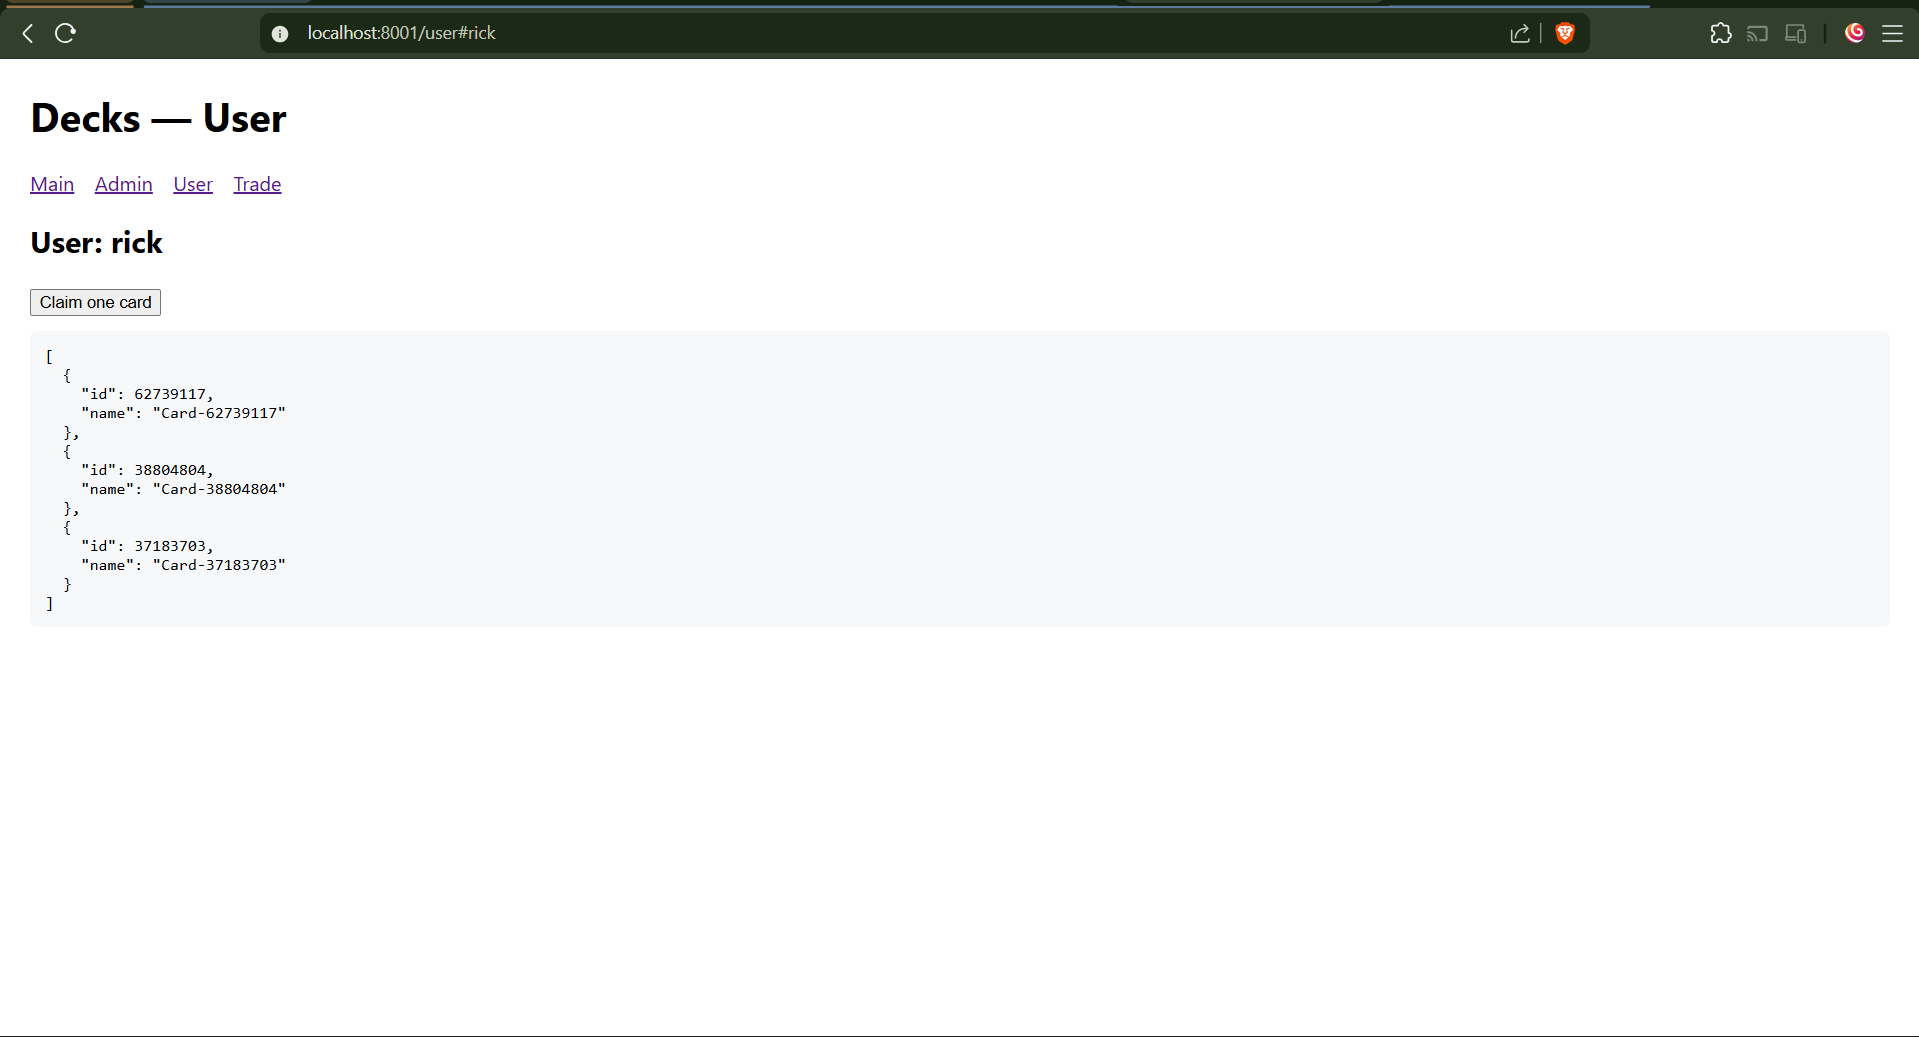 localhost:8001/user#rick
Decks — User
Main Admin User Trade
User: rick
Claim one card
[
  {
    "id": 62739117,
    "name": "Card-62739117"
  },
  {
    "id": 38804804,
    "name": "Card-38804804"
  },
  {
    "id": 37183703,
    "name": "Card-37183703"
  }
]